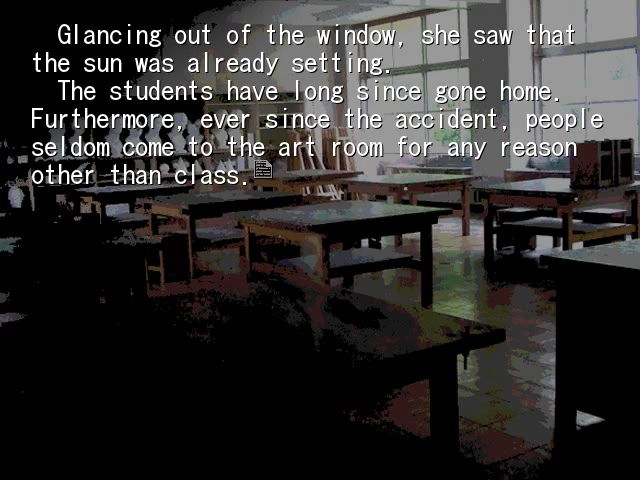 Glancing out of the window, she saw that
the sun was already setting.
The students have long since gone home.
Furthermore, ever since the accident, people
seldom come to the art room for any reason
other than class.